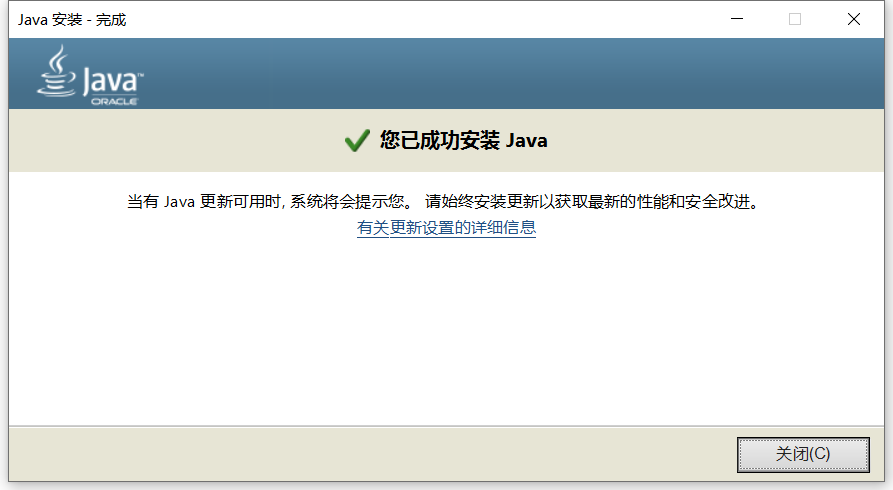 Java 安装 - 完成
Java™
ORACLE
您已成功安装 Java
当有 Java 更新可用时, 系统将会提示您。 请始终安装更新以获取最新的性能和安全改进。
有关更新设置的详细信息
关闭(C)